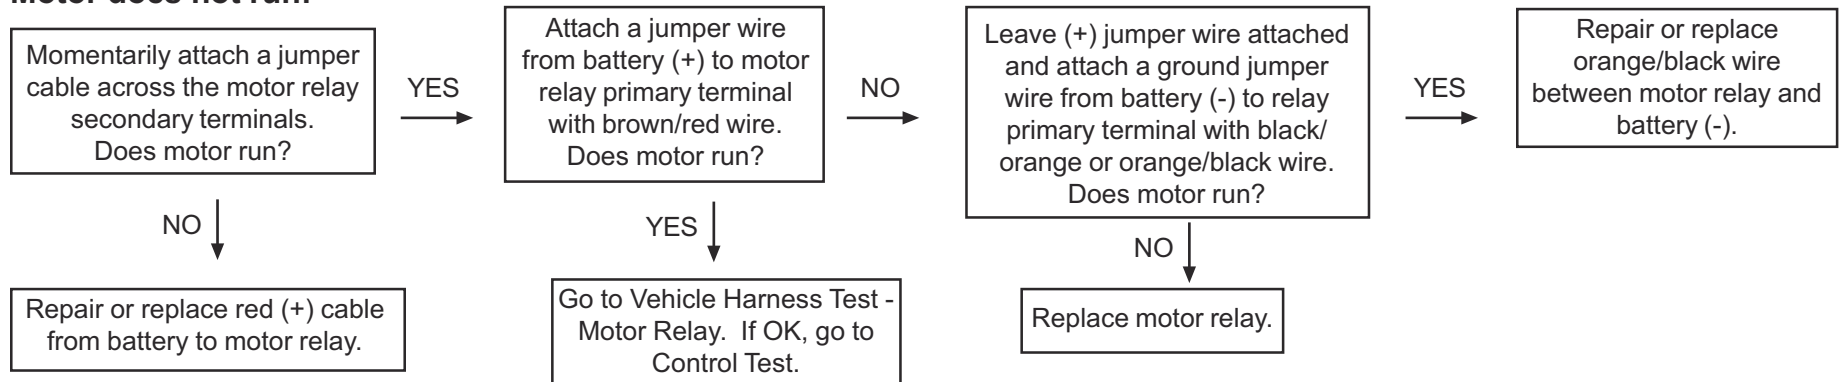 Motor does not run.
Momentarily attach a jumper
cable across the motor relay
secondary terminals.
Does motor run?
YES
Attach a jumper wire
from battery (+) to motor
relay primary terminal
with brown/red wire.
Does motor run?
NO
Leave (+) jumper wire attached
and attach a ground jumper
wire from battery (-) to relay
primary terminal with black/
orange or orange/black wire.
Does motor run?
YES
Repair or replace
orange/black wire
between motor relay and
battery (-).
NO
Repair or replace red (+) cable
from battery to motor relay.
YES
Go to Vehicle Harness Test -
Motor Relay.  If OK, go to
Control Test.
NO
Replace motor relay.